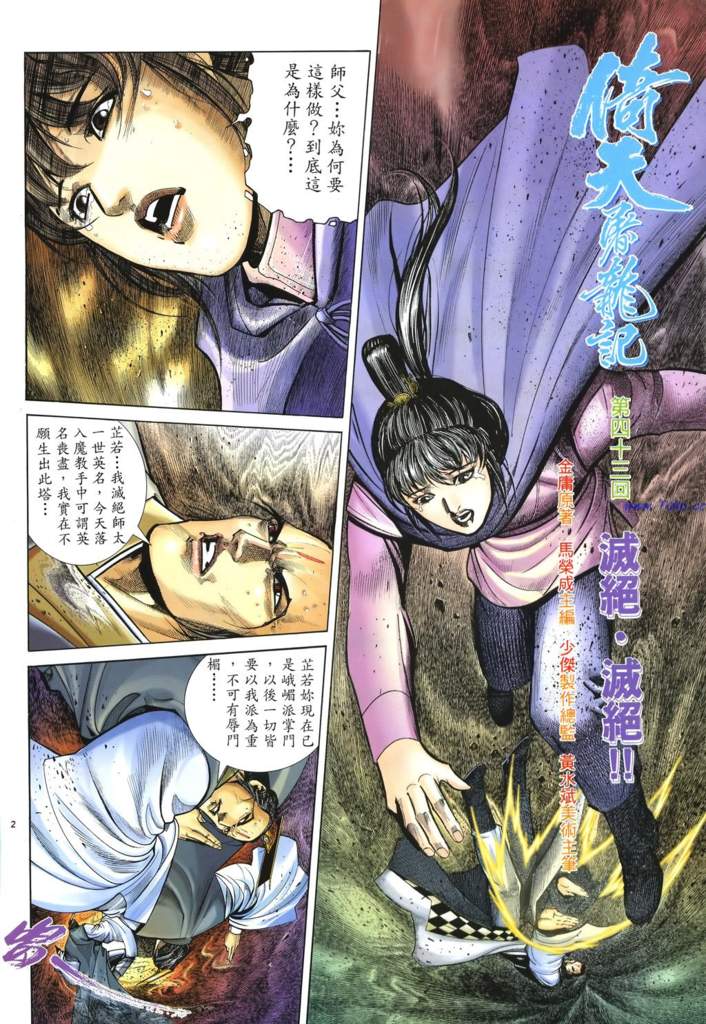 倚天屠龍記
第四十三回
www.
滅絕・滅絕!!
金庸原著 馬榮成主編 少傑製作總監 黃水斌美術主筆
師父…妳為何要
這樣做？到底這
是為什麼？…
芷若…我滅絕師太
一世英名，今天落
入魔教手中可謂英
名喪盡，我實在不
願生出此塔…
芷若妳現在已
是峨嵋派掌門
，以後一切皆
要以我派為重
，不可有辱門
楣……
2